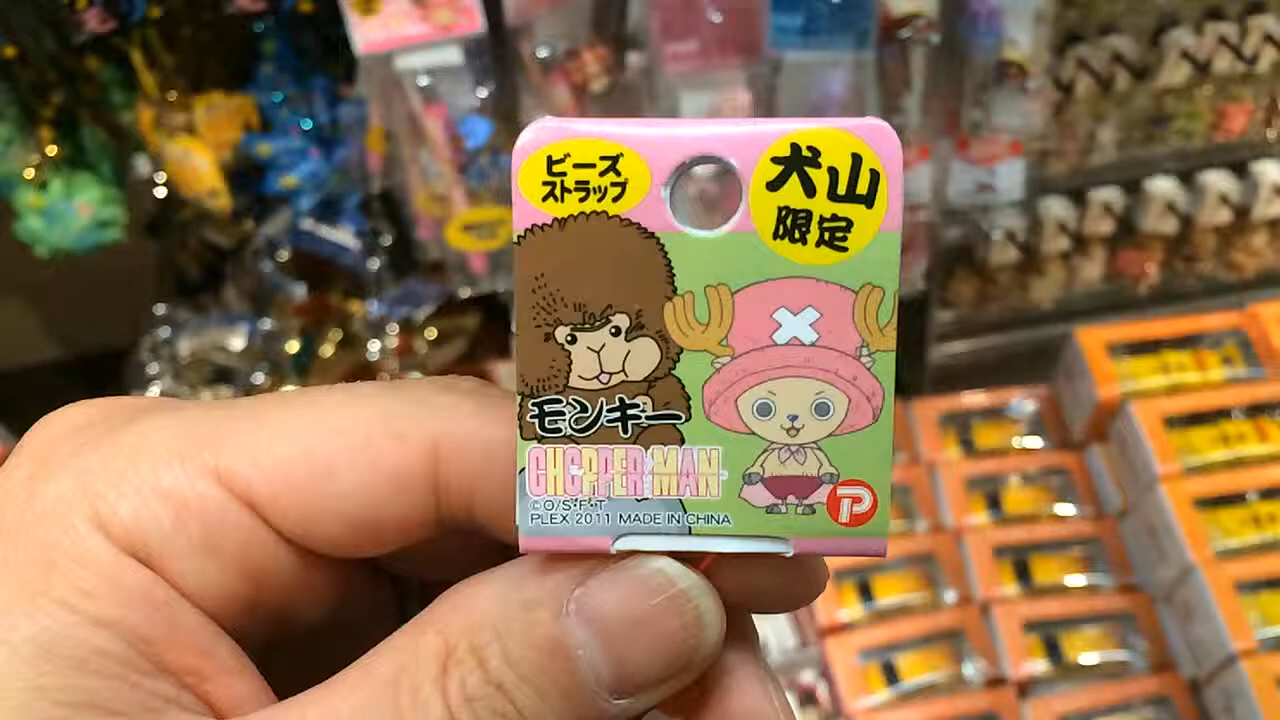 ビーズ
ストラップ
犬山
限定
モンキー
CHOPPER MAN
©O/S・F・T
PLEX 2011 MADE IN CHINA
P